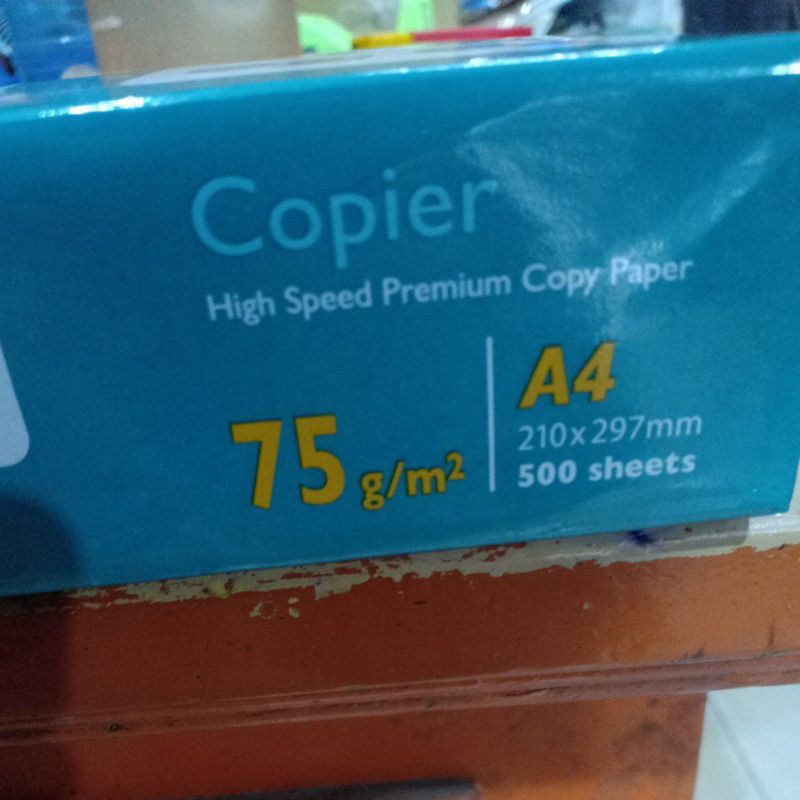 Copier
High Speed Premium Copy Paper
75 g/m²
A4
210x297mm
500 sheets